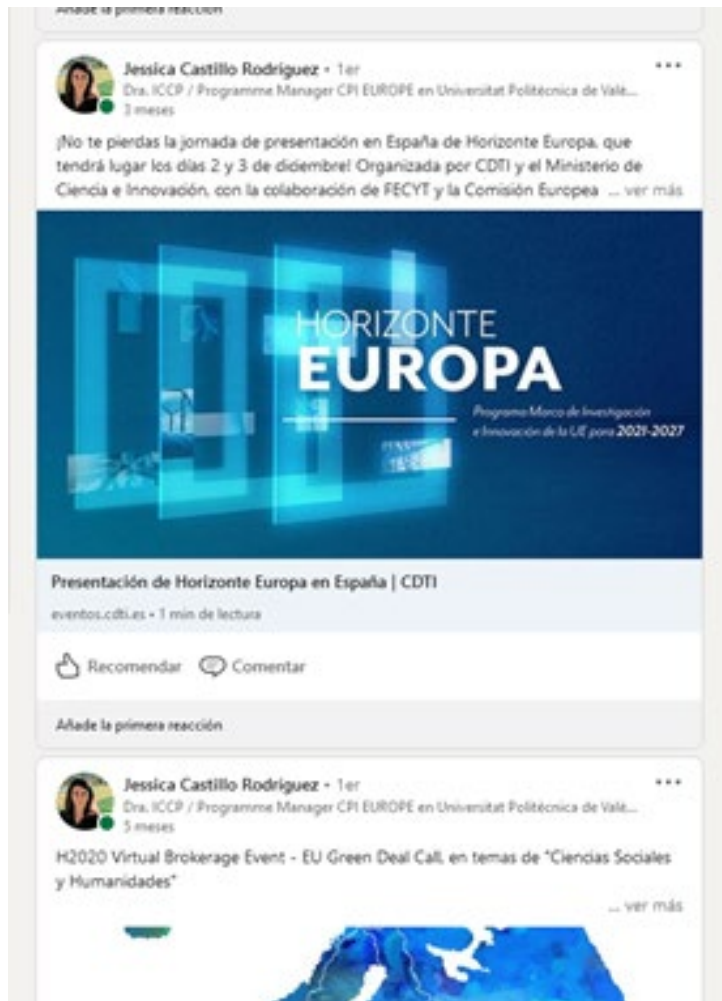 Añade la primera reacción
Jessica Castillo Rodríguez • 1er
Dra. ICCP / Programme Manager CPI EUROPE en Universitat Politècnica de Valè...
3 meses
¡No te pierdas la jornada de presentación en España de Horizonte Europa, que
tendrá lugar los días 2 y 3 de diciembre! Organizada por CDTI y el Ministerio de
Ciencia e Innovación, con la colaboración de FECYT y la Comisión Europea ... ver más
HORIZONTE
EUROPA
Programa Marco de Investigación
e Innovación de la UE para 2021-2027
Presentación de Horizonte Europa en España | CDTI
eventos.cdti.es • 1 min de lectura
Recomendar Comentar
Añade la primera reacción
Jessica Castillo Rodríguez • 1er
Dra. ICCP / Programme Manager CPI EUROPE en Universitat Politècnica de Valè...
5 meses
H2020 Virtual Brokerage Event - EU Green Deal Call, en temas de "Ciencias Sociales
y Humanidades"
... ver más